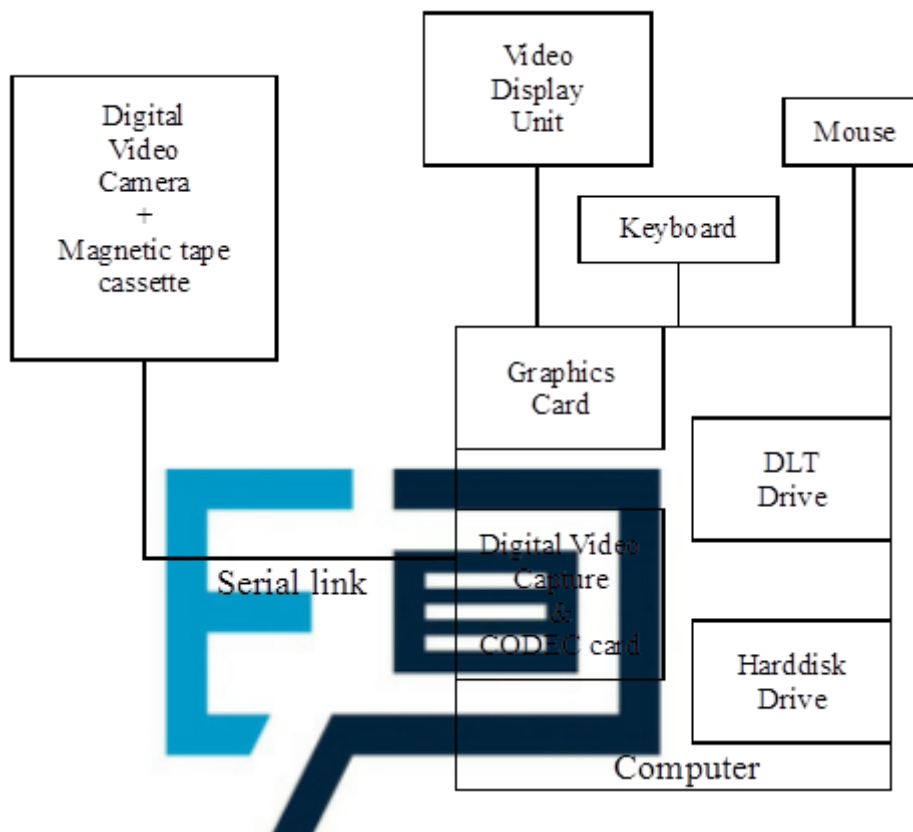 Digital
Video
Camera
+
Magnetic tape
cassette
Video
Display
Unit
Mouse
Keyboard
Graphics
Card
DLT
Drive
Digital Video
Capture
&
CODEC card
Serial link
Harddisk
Drive
Computer